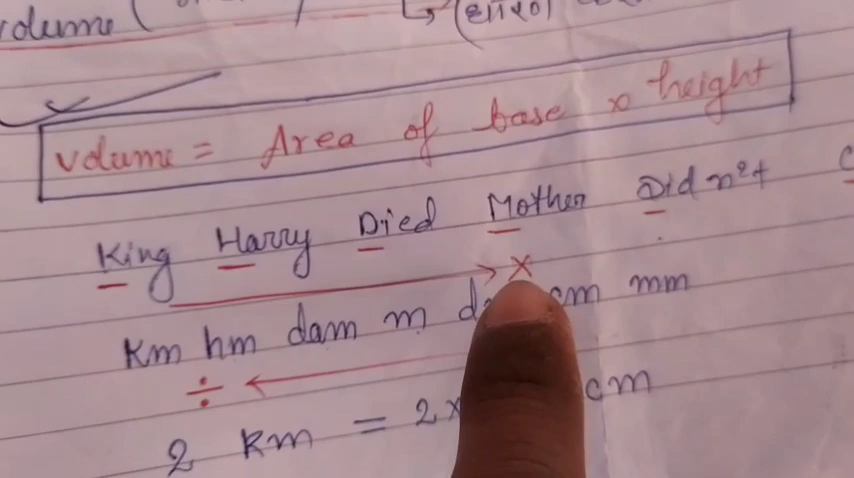 volume (
volume = Area of base x height
King Harry Died Mother Did not
→ ×
Km hm dam m cm mm
÷ ←
2 Km = 2x cm